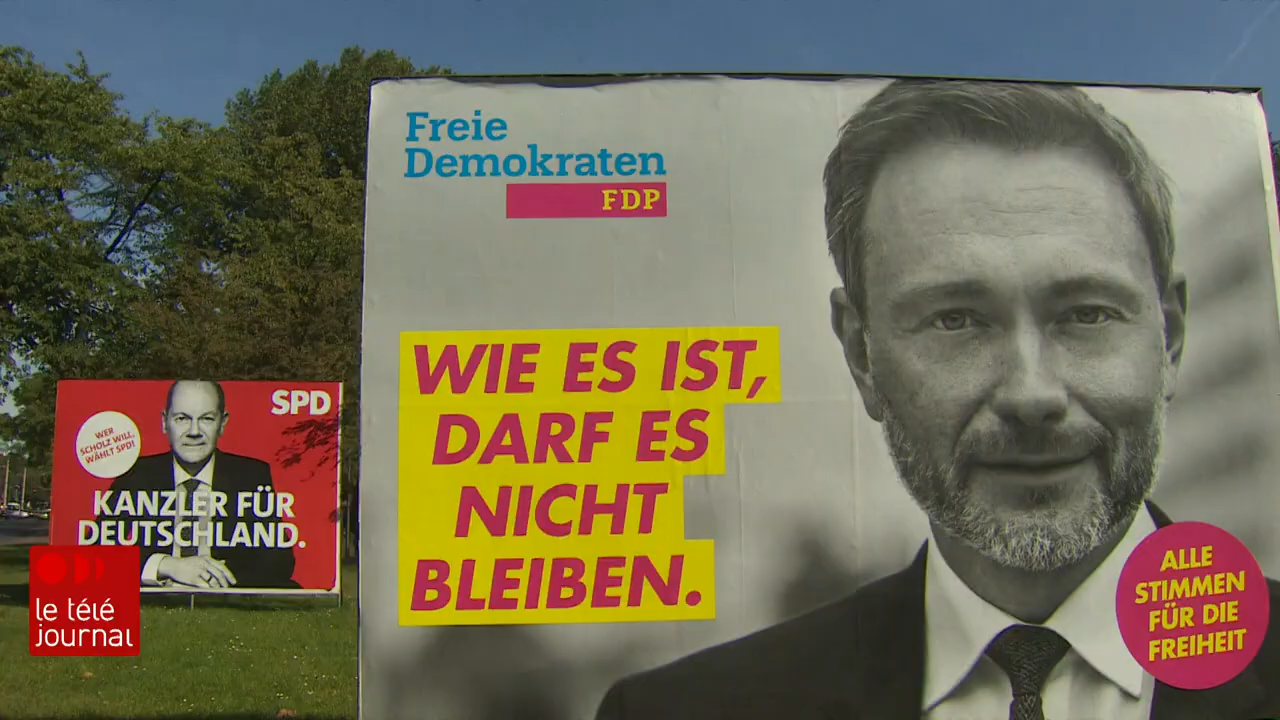 Freie
Demokraten
FDP
WIE ES IST,
DARF ES
NICHT
BLEIBEN.
ALLE
STIMMEN
FÜR DIE
FREIHEIT
SPD
WER
SCHOLZ WILL,
WÄHLT SPD!
KANZLER FÜR
DEUTSCHLAND.
le télé
journal